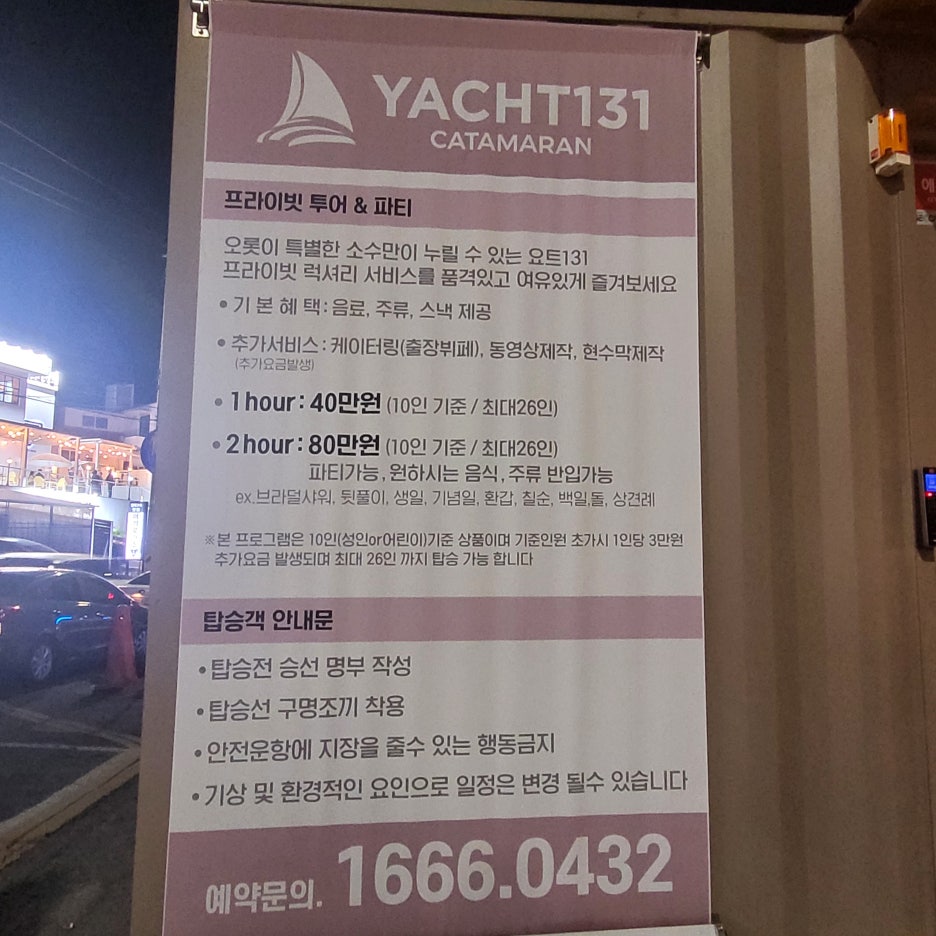 YACHT131
CATAMARAN
프라이빗 투어 & 파티
오롯이 특별한 소수만이 누릴 수 있는 요트131
프라이빗 럭셔리 서비스를 품격있고 여유있게 즐겨보세요
• 기 본 혜 택 : 음료, 주류, 스낵 제공
• 추가서비스 : 케이터링(출장뷔페), 동영상제작, 현수막제작
(추가요금발생)
• 1 hour : 40만원 (10인 기준 / 최대26인)
• 2 hour : 80만원 (10인 기준 / 최대26인)
파티가능, 원하시는 음식, 주류 반입가능
ex.브라덜샤워, 뒷풀이, 생일, 기념일, 환갑, 칠순, 백일,돌, 상견례
※ 본 프로그램은 10인(성인or어린이)기준 상품이며 기준인원 초가시 1인당 3만원
추가요금 발생되며 최대 26인 까지 탑승 가능 합니다
탑승객 안내문
• 탑승전 승선 명부 작성
• 탑승선 구명조끼 착용
• 안전운항에 지장을 줄수 있는 행동금지
• 기상 및 환경적인 요인으로 일정은 변경 될수 있습니다
예약문의. 1666.0432